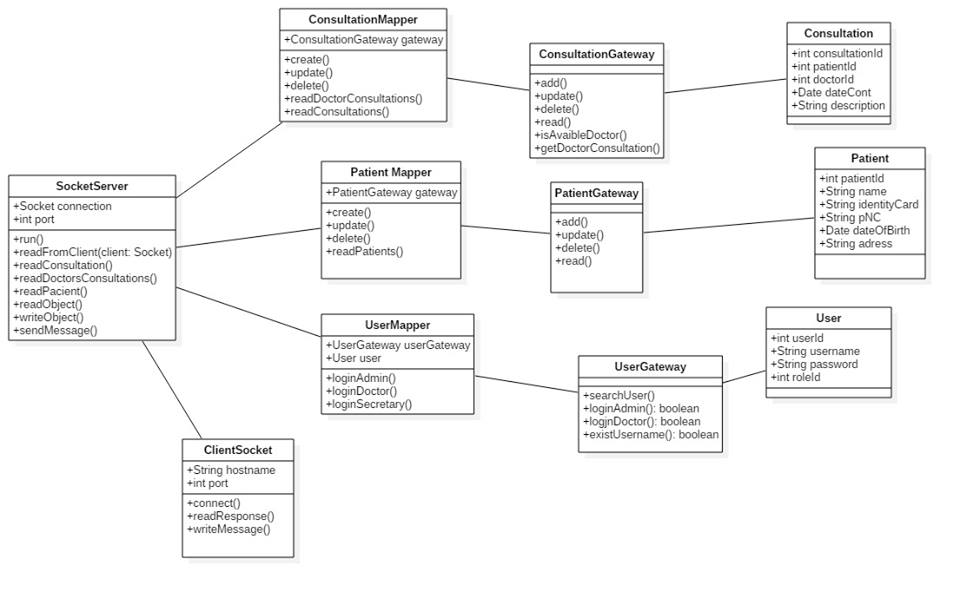 ConsultationMapper
+ConsultationGateway gateway
+create()
+update()
+delete()
+readDoctorConsultations()
+readConsultations()
ConsultationGateway
+add()
+update()
+delete()
+read()
+isAvaibleDoctor()
+getDoctorConsultation()
Consultation
+int consultationId
+int patientId
+int doctorId
+Date dateCont
+String description
SocketServer
+Socket connection
+int port
+run()
+readFromClient(client: Socket)
+readConsultation()
+readDoctorsConsultations()
+readPacient()
+readObject()
+writeObject()
+sendMessage()
Patient Mapper
+PatientGateway gateway
+create()
+update()
+delete()
+readPatients()
PatientGateway
+add()
+update()
+delete()
+read()
Patient
+int patientId
+String name
+String identityCard
+String pNC
+Date dateOfBirth
+String adress
UserMapper
+UserGateway userGateway
+User user
+loginAdmin()
+loginDoctor()
+loginSecretary()
UserGateway
+searchUser()
+loginAdmin(): boolean
+logjnDoctor(): boolean
+existUsername(): boolean
User
+int userId
+String username
+String password
+int roleId
ClientSocket
+String hostname
+int port
+connect()
+readResponse()
+writeMessage()